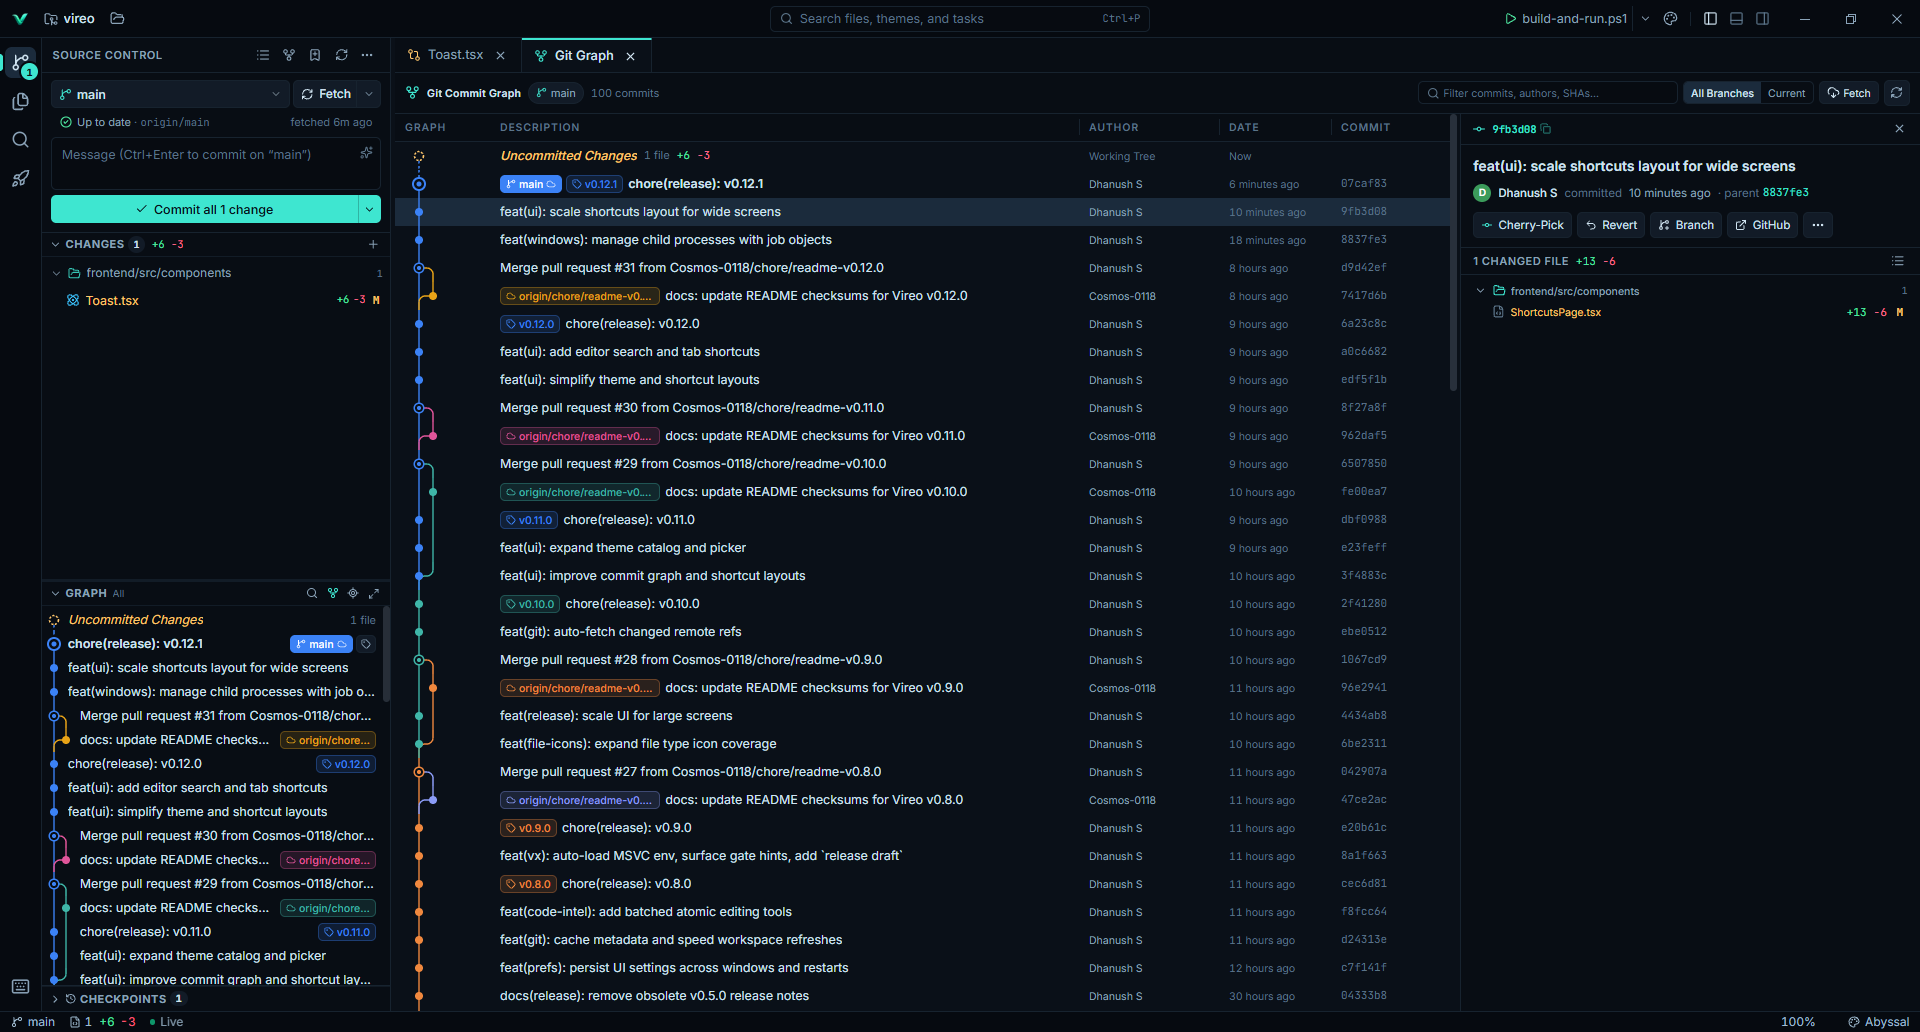 vireo
Search files, themes, and tasks Ctrl+P
build-and-run.ps1
SOURCE CONTROL
1
main
Fetch
Up to date · origin/main fetched 6m ago
Message (Ctrl+Enter to commit on “main”)
Commit all 1 change
CHANGES 1 +6 -3
frontend/src/components 1
Toast.tsx +6 -3 M
GRAPH All
Uncommitted Changes 1 file
chore(release): v0.12.1 main
feat(ui): scale shortcuts layout for wide screens
feat(windows): manage child processes with job o...
Merge pull request #31 from Cosmos-0118/chor...
docs: update README checks... origin/chore...
chore(release): v0.12.0 v0.12.0
feat(ui): add editor search and tab shortcuts
feat(ui): simplify theme and shortcut layouts
Merge pull request #30 from Cosmos-0118/chor...
docs: update README checks... origin/chore...
Merge pull request #29 from Cosmos-0118/chor...
docs: update README checks... origin/chore...
chore(release): v0.11.0 v0.11.0
feat(ui): expand theme catalog and picker
feat(ui): improve commit graph and shortcut lay...
CHECKPOINTS 1
Toast.tsx
Git Graph
Git Commit Graph main 100 commits
Filter commits, authors, SHAs...
All Branches Current Fetch
GRAPH DESCRIPTION AUTHOR DATE COMMIT
Uncommitted Changes 1 file +6 -3 Working Tree Now
main v0.12.1 chore(release): v0.12.1 Dhanush S 6 minutes ago 07caf83
feat(ui): scale shortcuts layout for wide screens Dhanush S 10 minutes ago 9fb3d08
feat(windows): manage child processes with job objects Dhanush S 18 minutes ago 8837fe3
Merge pull request #31 from Cosmos-0118/chore/readme-v0.12.0 Dhanush S 8 hours ago d9d42ef
origin/chore/readme-v0.... docs: update README checksums for Vireo v0.12.0 Cosmos-0118 8 hours ago 7417d6b
v0.12.0 chore(release): v0.12.0 Dhanush S 9 hours ago 6a23c8c
feat(ui): add editor search and tab shortcuts Dhanush S 9 hours ago a0c6682
feat(ui): simplify theme and shortcut layouts Dhanush S 9 hours ago edf5f1b
Merge pull request #30 from Cosmos-0118/chore/readme-v0.11.0 Dhanush S 9 hours ago 8f27a8f
origin/chore/readme-v0.... docs: update README checksums for Vireo v0.11.0 Cosmos-0118 9 hours ago 962daf5
Merge pull request #29 from Cosmos-0118/chore/readme-v0.10.0 Dhanush S 9 hours ago 6507850
origin/chore/readme-v0.... docs: update README checksums for Vireo v0.10.0 Cosmos-0118 10 hours ago fe00ea7
v0.11.0 chore(release): v0.11.0 Dhanush S 9 hours ago dbf0988
feat(ui): expand theme catalog and picker Dhanush S 9 hours ago e23feff
feat(ui): improve commit graph and shortcut layouts Dhanush S 10 hours ago 3f4883c
v0.10.0 chore(release): v0.10.0 Dhanush S 10 hours ago 2f41280
feat(git): auto-fetch changed remote refs Dhanush S 10 hours ago ebe0512
Merge pull request #28 from Cosmos-0118/chore/readme-v0.9.0 Dhanush S 10 hours ago 1067cd9
origin/chore/readme-v0.... docs: update README checksums for Vireo v0.9.0 Cosmos-0118 11 hours ago 96e2941
feat(release): scale UI for large screens Dhanush S 10 hours ago 4434ab8
feat(file-icons): expand file type icon coverage Dhanush S 10 hours ago 6be2311
Merge pull request #27 from Cosmos-0118/chore/readme-v0.8.0 Dhanush S 11 hours ago 042907a
origin/chore/readme-v0.... docs: update README checksums for Vireo v0.8.0 Cosmos-0118 11 hours ago 47ce2ac
v0.9.0 chore(release): v0.9.0 Dhanush S 11 hours ago e20b61c
feat(vx): auto-load MSVC env, surface gate hints, add `release draft` Dhanush S 11 hours ago 8a1f663
v0.8.0 chore(release): v0.8.0 Dhanush S 11 hours ago cec6d81
feat(code-intel): add batched atomic editing tools Dhanush S 11 hours ago f8fcc64
feat(git): cache metadata and speed workspace refreshes Dhanush S 11 hours ago d24313e
feat(prefs): persist UI settings across windows and restarts Dhanush S 12 hours ago c7f141f
docs(release): remove obsolete v0.5.0 release notes Dhanush S 30 hours ago 04333b8
9fb3d08
feat(ui): scale shortcuts layout for wide screens
D Dhanush S committed 10 minutes ago · parent 8837fe3
Cherry-Pick Revert Branch GitHub
1 CHANGED FILE +13 -6
frontend/src/components 1
ShortcutsPage.tsx +13 -6 M
main 1 +6 -3 Live
100% Abyssal